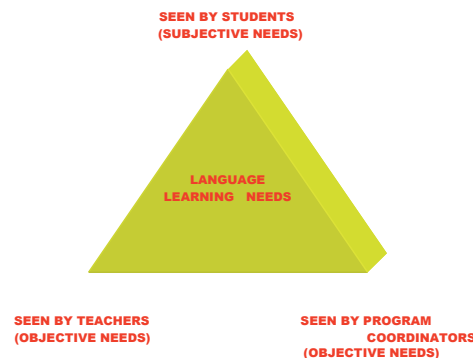 SEEN BY STUDENTS
(SUBJECTIVE NEEDS)
LANGUAGE
LEARNING NEEDS
SEEN BY TEACHERS
(OBJECTIVE NEEDS)
SEEN BY PROGRAM
COORDINATORS
(OBJECTIVE NEEDS)